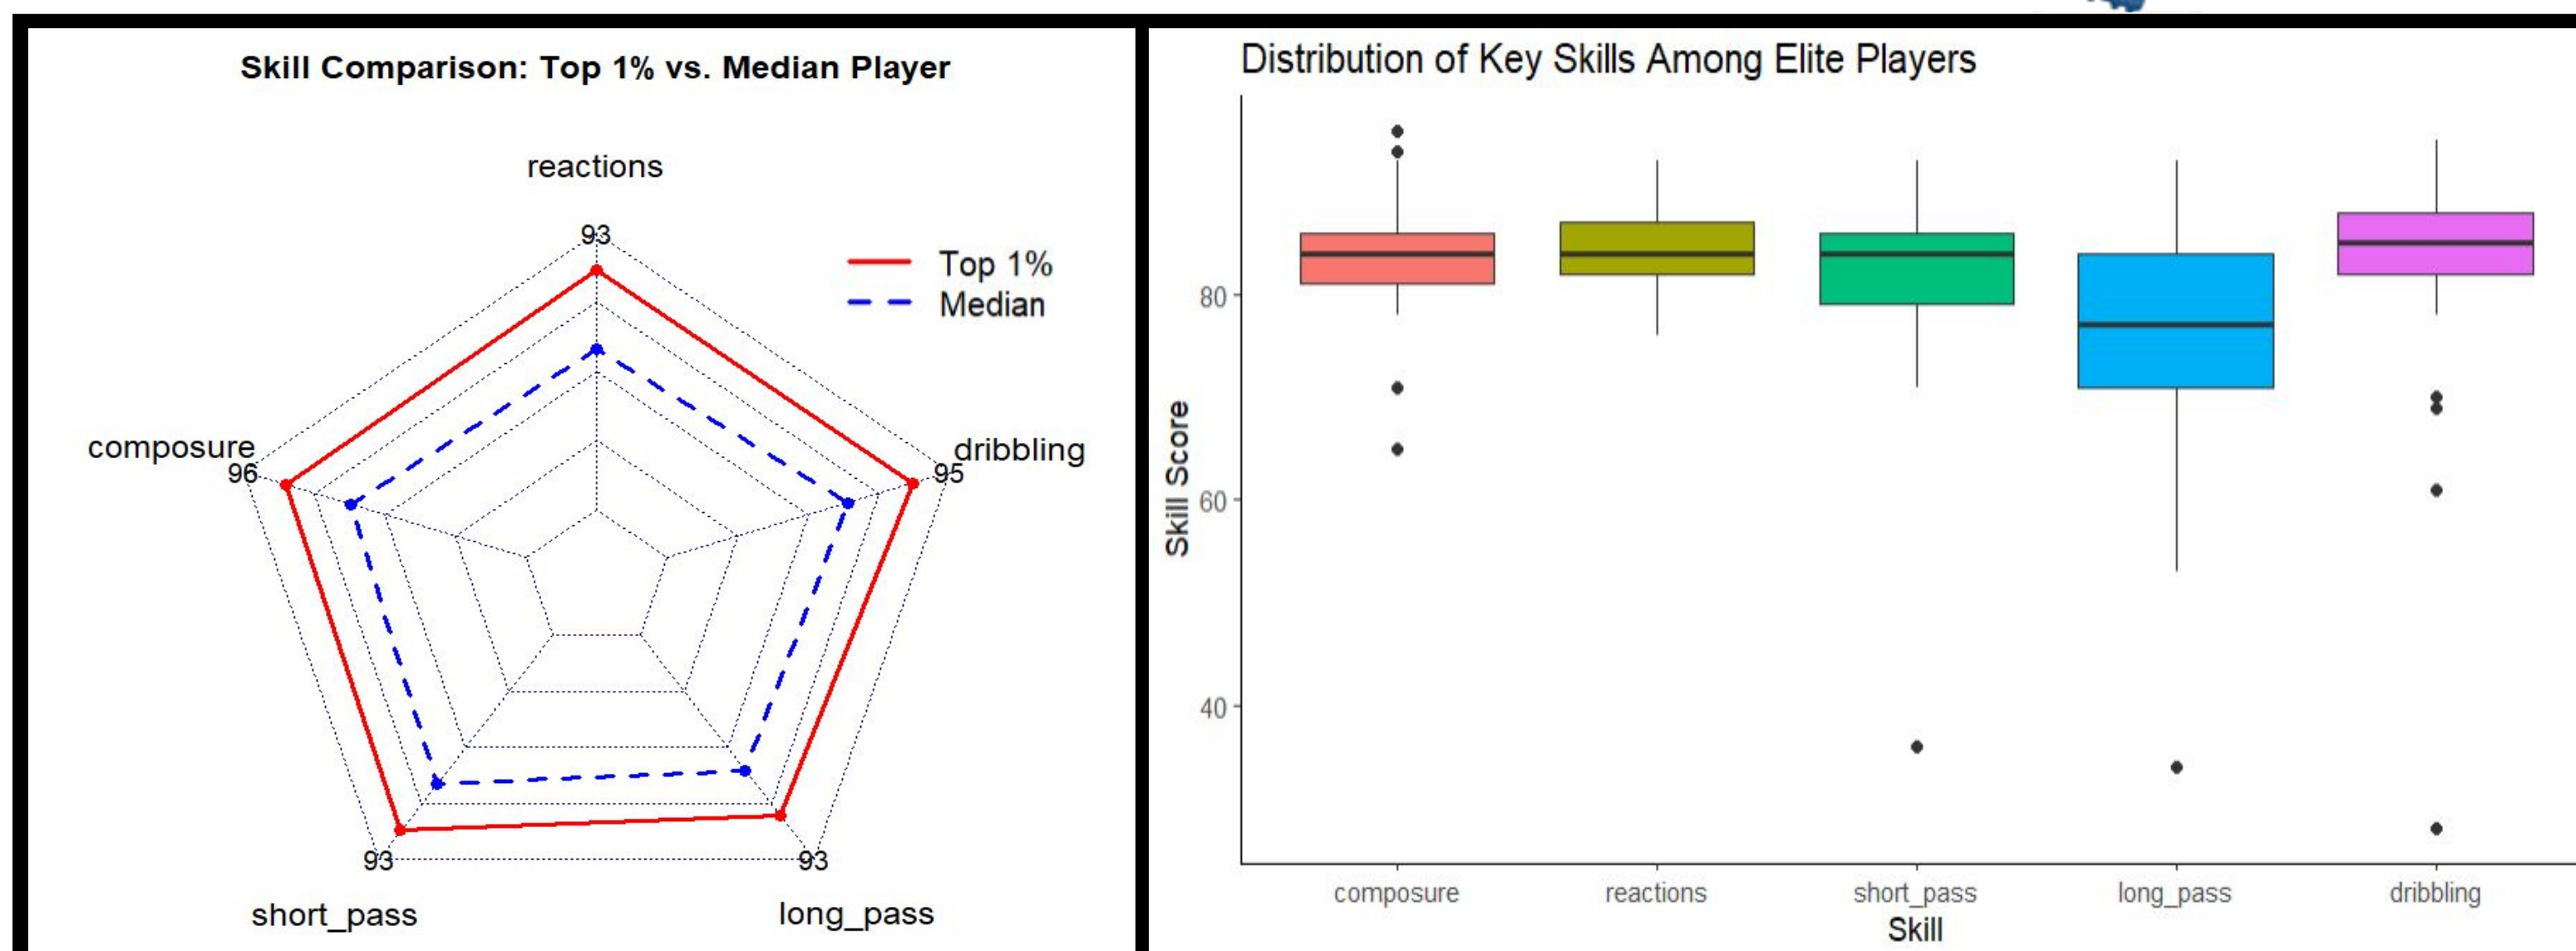 Skill Comparison: Top 1% vs. Median Player
reactions
93
Top 1%
Median
composure
96
dribbling
95
93
93
short_pass
long_pass
Distribution of Key Skills Among Elite Players
Skill Score
80
60
40
composure reactions short_pass long_pass dribbling
Skill